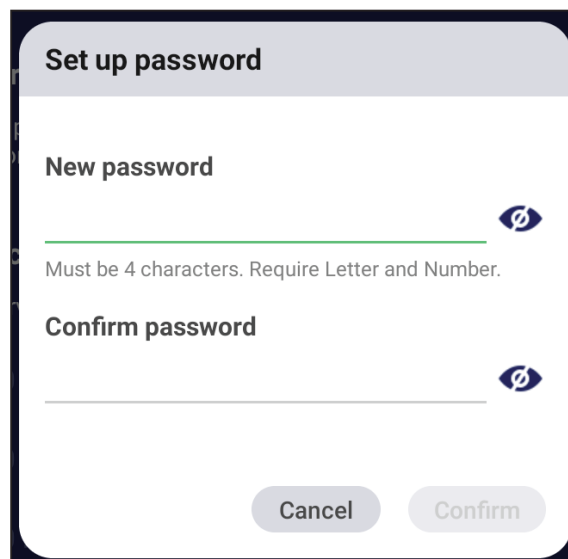 Set up password
New password
Must be 4 characters. Require Letter and Number.
Confirm password
Cancel
Confirm